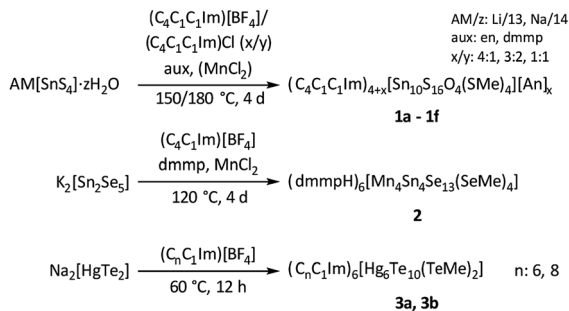 (C₄C₁C₁Im)[BF₄]/
(C₄C₁C₁Im)Cl (x/y)
aux, (MnCl₂)
AM/z: Li/13, Na/14
aux: en, dmmp
x/y: 4:1, 3:2, 1:1
AM[SnS₄]·zH₂O
150/180 °C, 4 d
(C₄C₁C₁Im)₄₊ₓ[Sn₁₀S₁₆O₄(SMe)₄][An]ₓ
1a - 1f
(C₄C₁Im)[BF₄]
dmmp, MnCl₂
K₂[Sn₂Se₅]
120 °C, 4 d
(dmmpH)₆[Mn₄Sn₄Se₁₃(SeMe)₄]
2
(CₙC₁Im)[BF₄]
Na₂[HgTe₂]
60 °C, 12 h
(CₙC₁Im)₆[Hg₆Te₁₀(TeMe)₂] n: 6, 8
3a, 3b